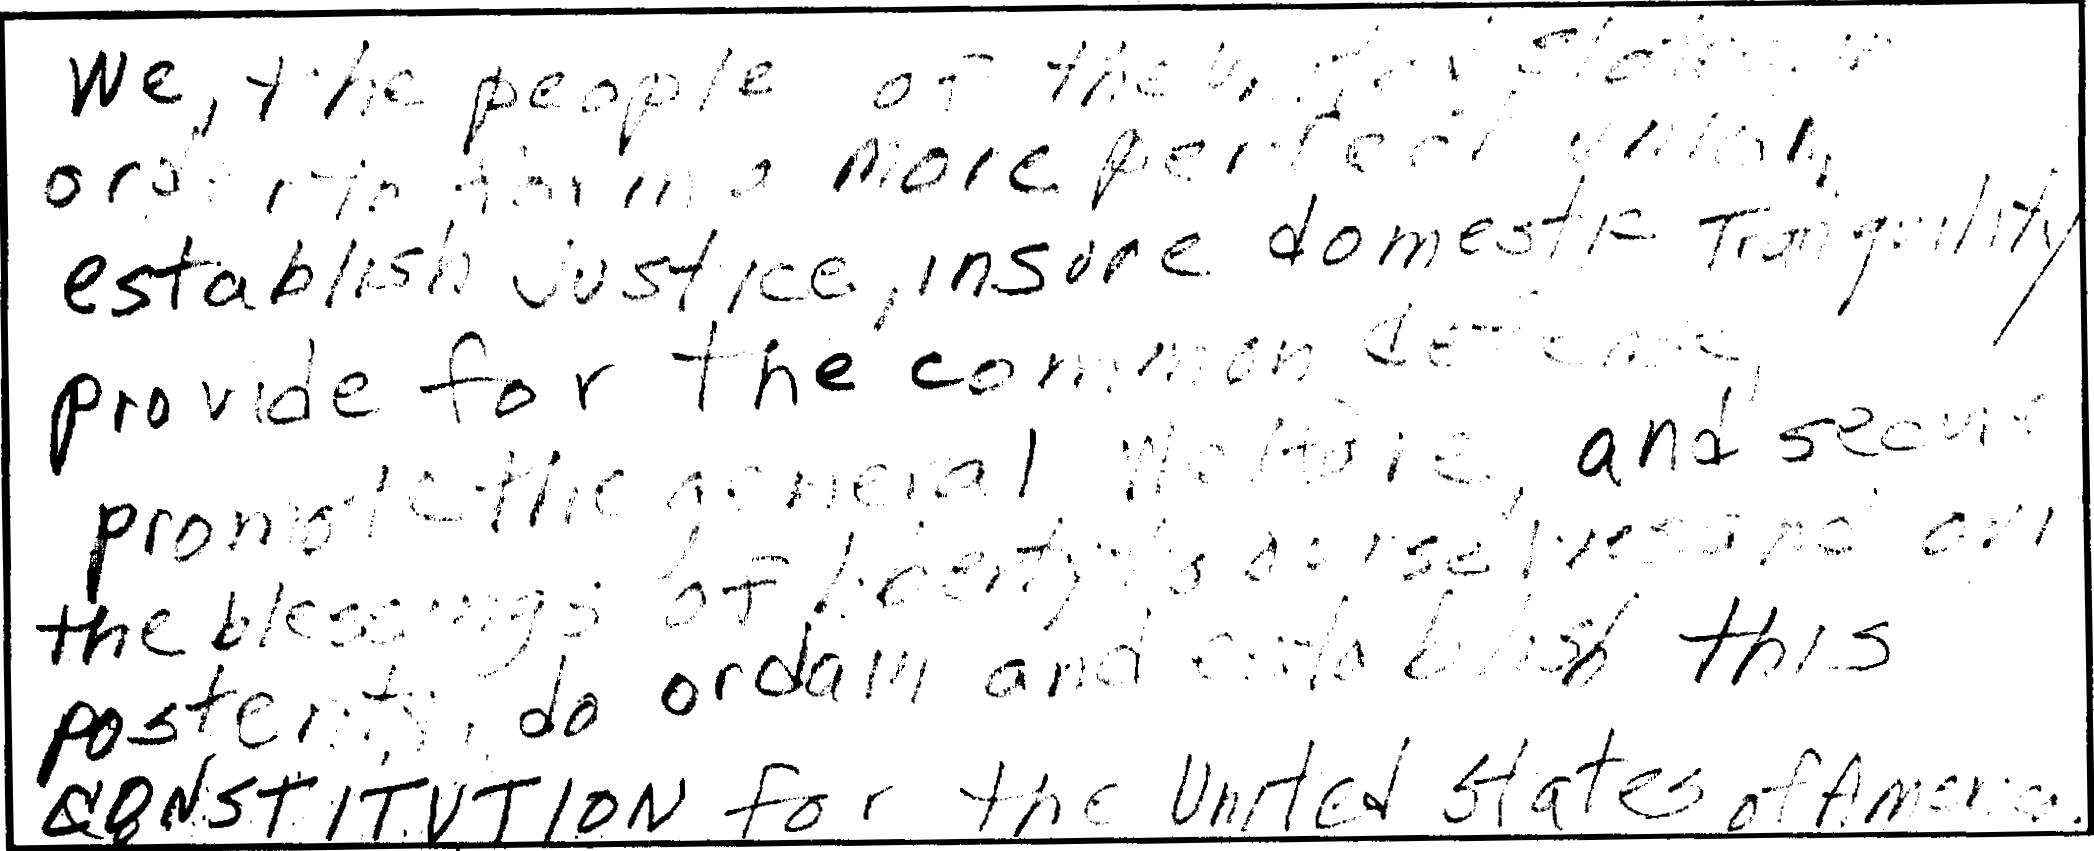 We, the people of the United States, in
order to form a more perfect union,
establish justice, insure domestic Tranquility
provide for the common defense,
promote the general Welfare, and secure
the blessings of liberty to ourselves and our
posterity, do ordain and establish this
CONSTITUTION for the United States of America.